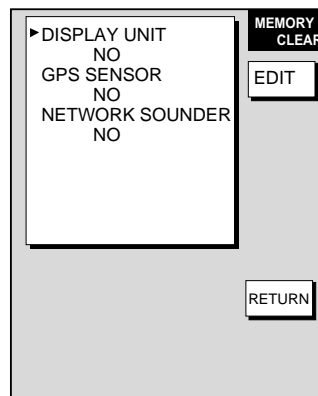 ►DISPLAY UNIT
NO
GPS SENSOR
NO
NETWORK SOUNDER
NO
MEMORY
CLEAR
EDIT
RETURN